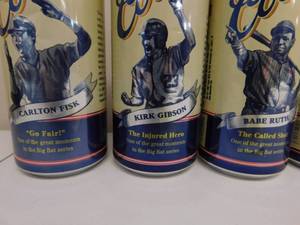 CARLTON FISK
"Go Fair!"
One of the great moments
in the Big Bat series
KIRK GIBSON
The Injured Hero
One of the great moments
in the Big Bat series
BABE RUTH
The Called Shot
One of the great moments
in the Big Bat series